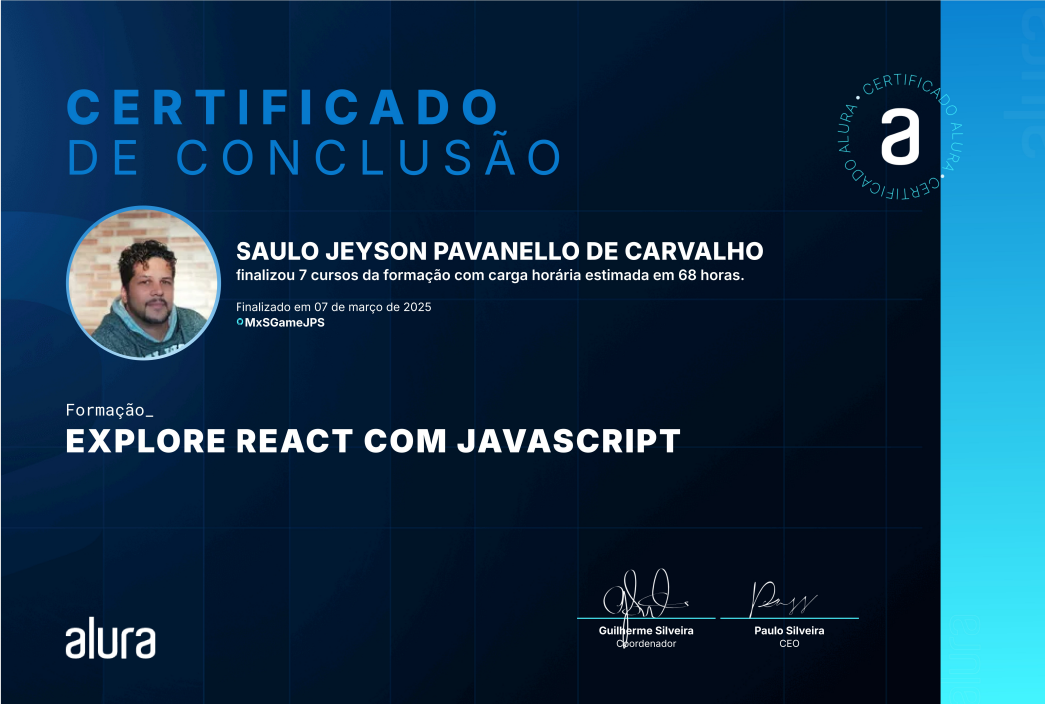 CERTIFICADO
DE CONCLUSÃO
• CERTIFICADO ALURA • CERTIFICADO ALURA
a
SAULO JEYSON PAVANELLO DE CARVALHO
finalizou 7 cursos da formação com carga horária estimada em 68 horas.
Finalizado em 07 de março de 2025
MxSGameJPS
Formação_
EXPLORE REACT COM JAVASCRIPT
alura
Guilherme Silveira
Coordenador
Paulo Silveira
CEO
alura